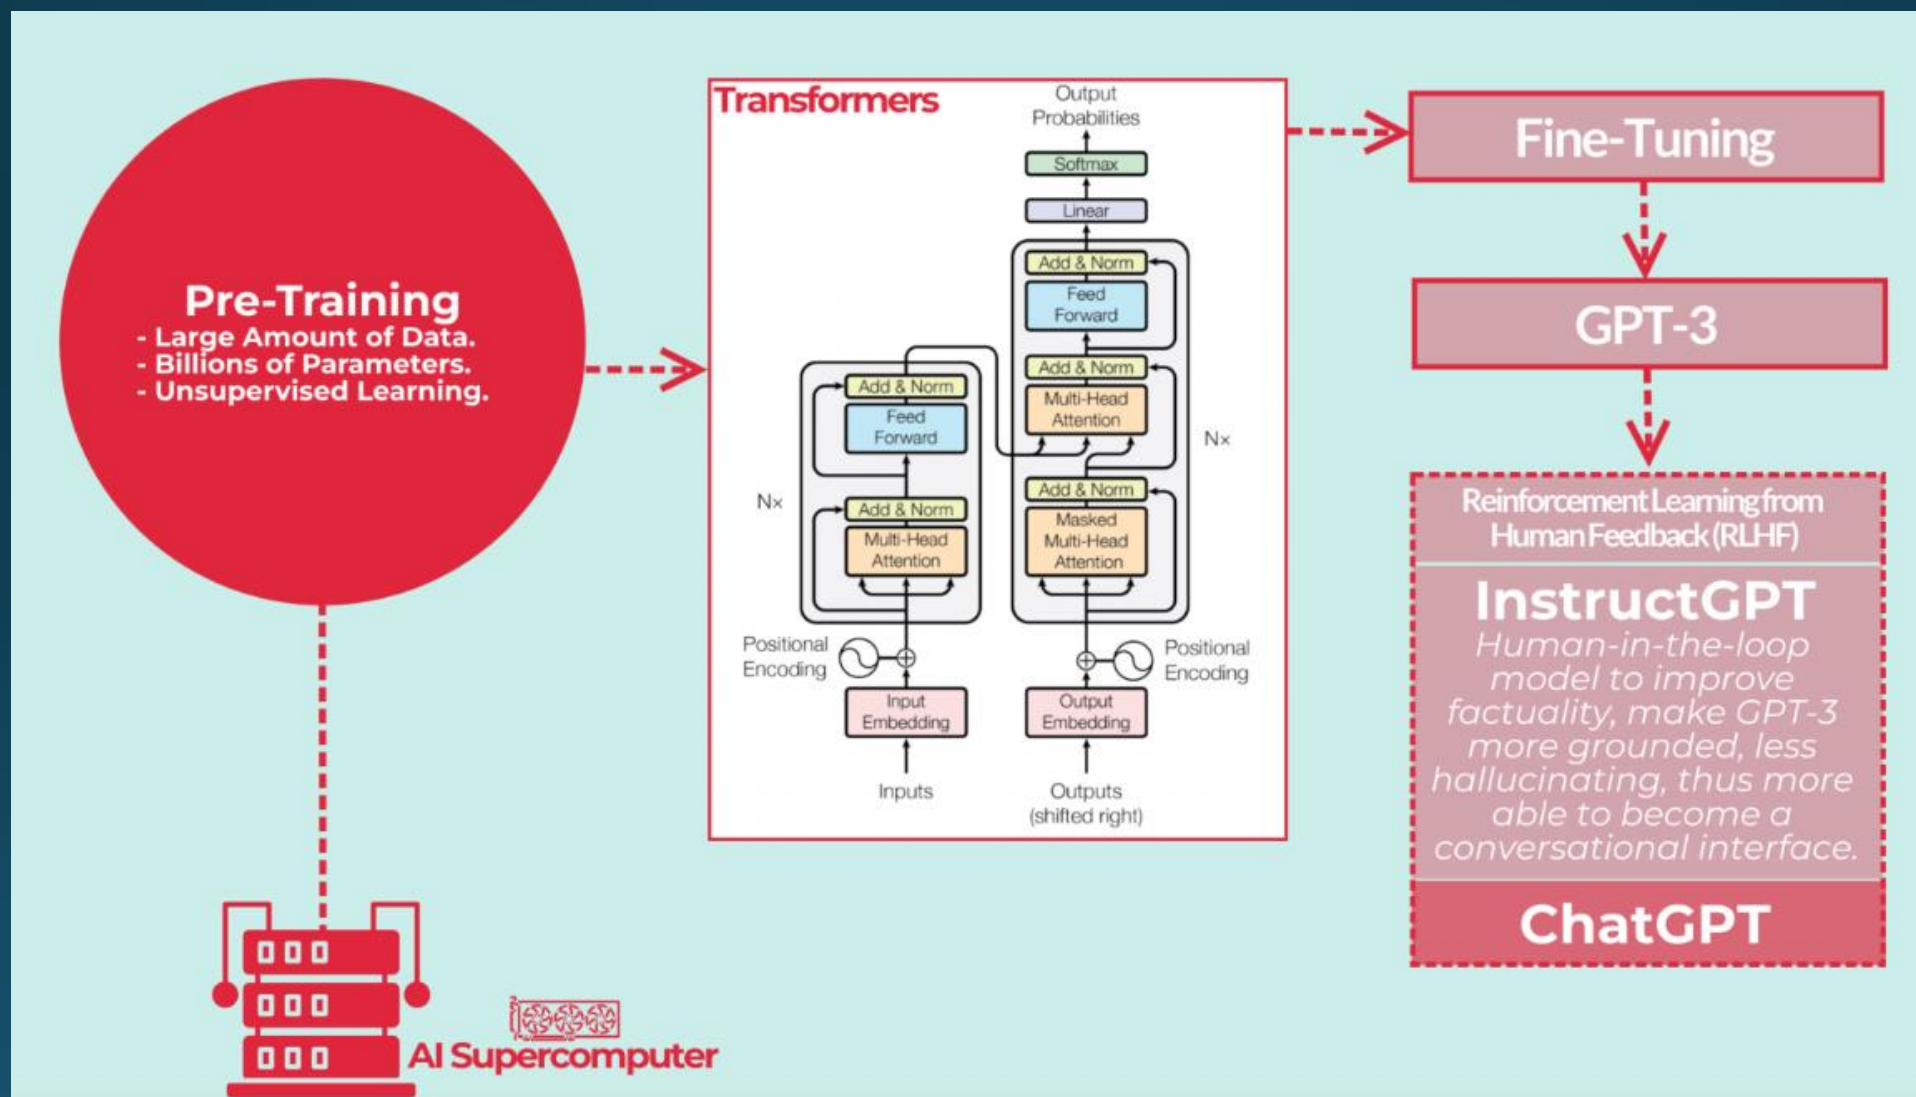 Pre-Training
- Large Amount of Data.
- Billions of Parameters.
- Unsupervised Learning.
AI Supercomputer
Transformers
Output
Probabilities
Softmax
Linear
Add & Norm
Feed
Forward
Add & Norm
Multi-Head
Attention
Add & Norm
Masked
Multi-Head
Attention
Nx
Add & Norm
Feed
Forward
Add & Norm
Multi-Head
Attention
Nx
Positional
Encoding
Positional
Encoding
Input
Embedding
Output
Embedding
Inputs
Outputs
(shifted right)
Fine-Tuning
GPT-3
Reinforcement Learning from
Human Feedback (RLHF)
InstructGPT
Human-in-the-loop
model to improve
factuality, make GPT-3
more grounded, less
hallucinating, thus more
able to become a
conversational interface.
ChatGPT